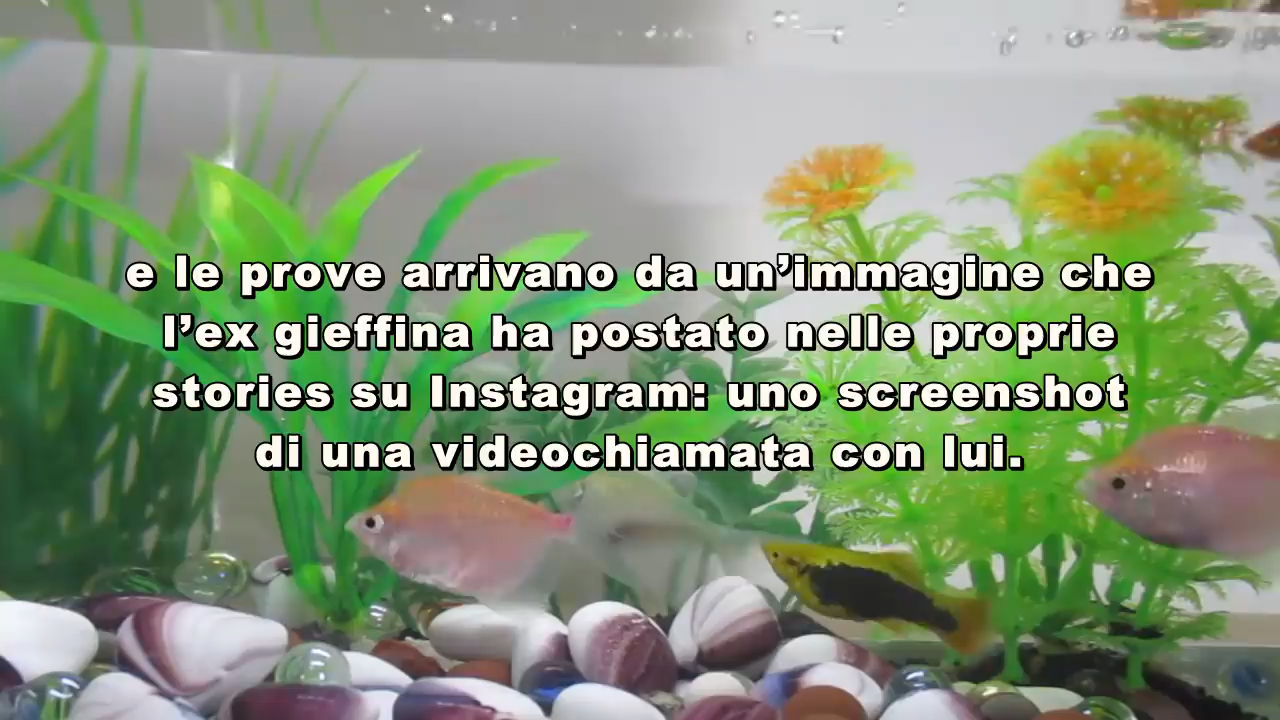 e le prove arrivano da un’immagine che
l’ex gieffina ha postato nelle proprie
stories su Instagram: uno screenshot
di una videochiamata con lui.